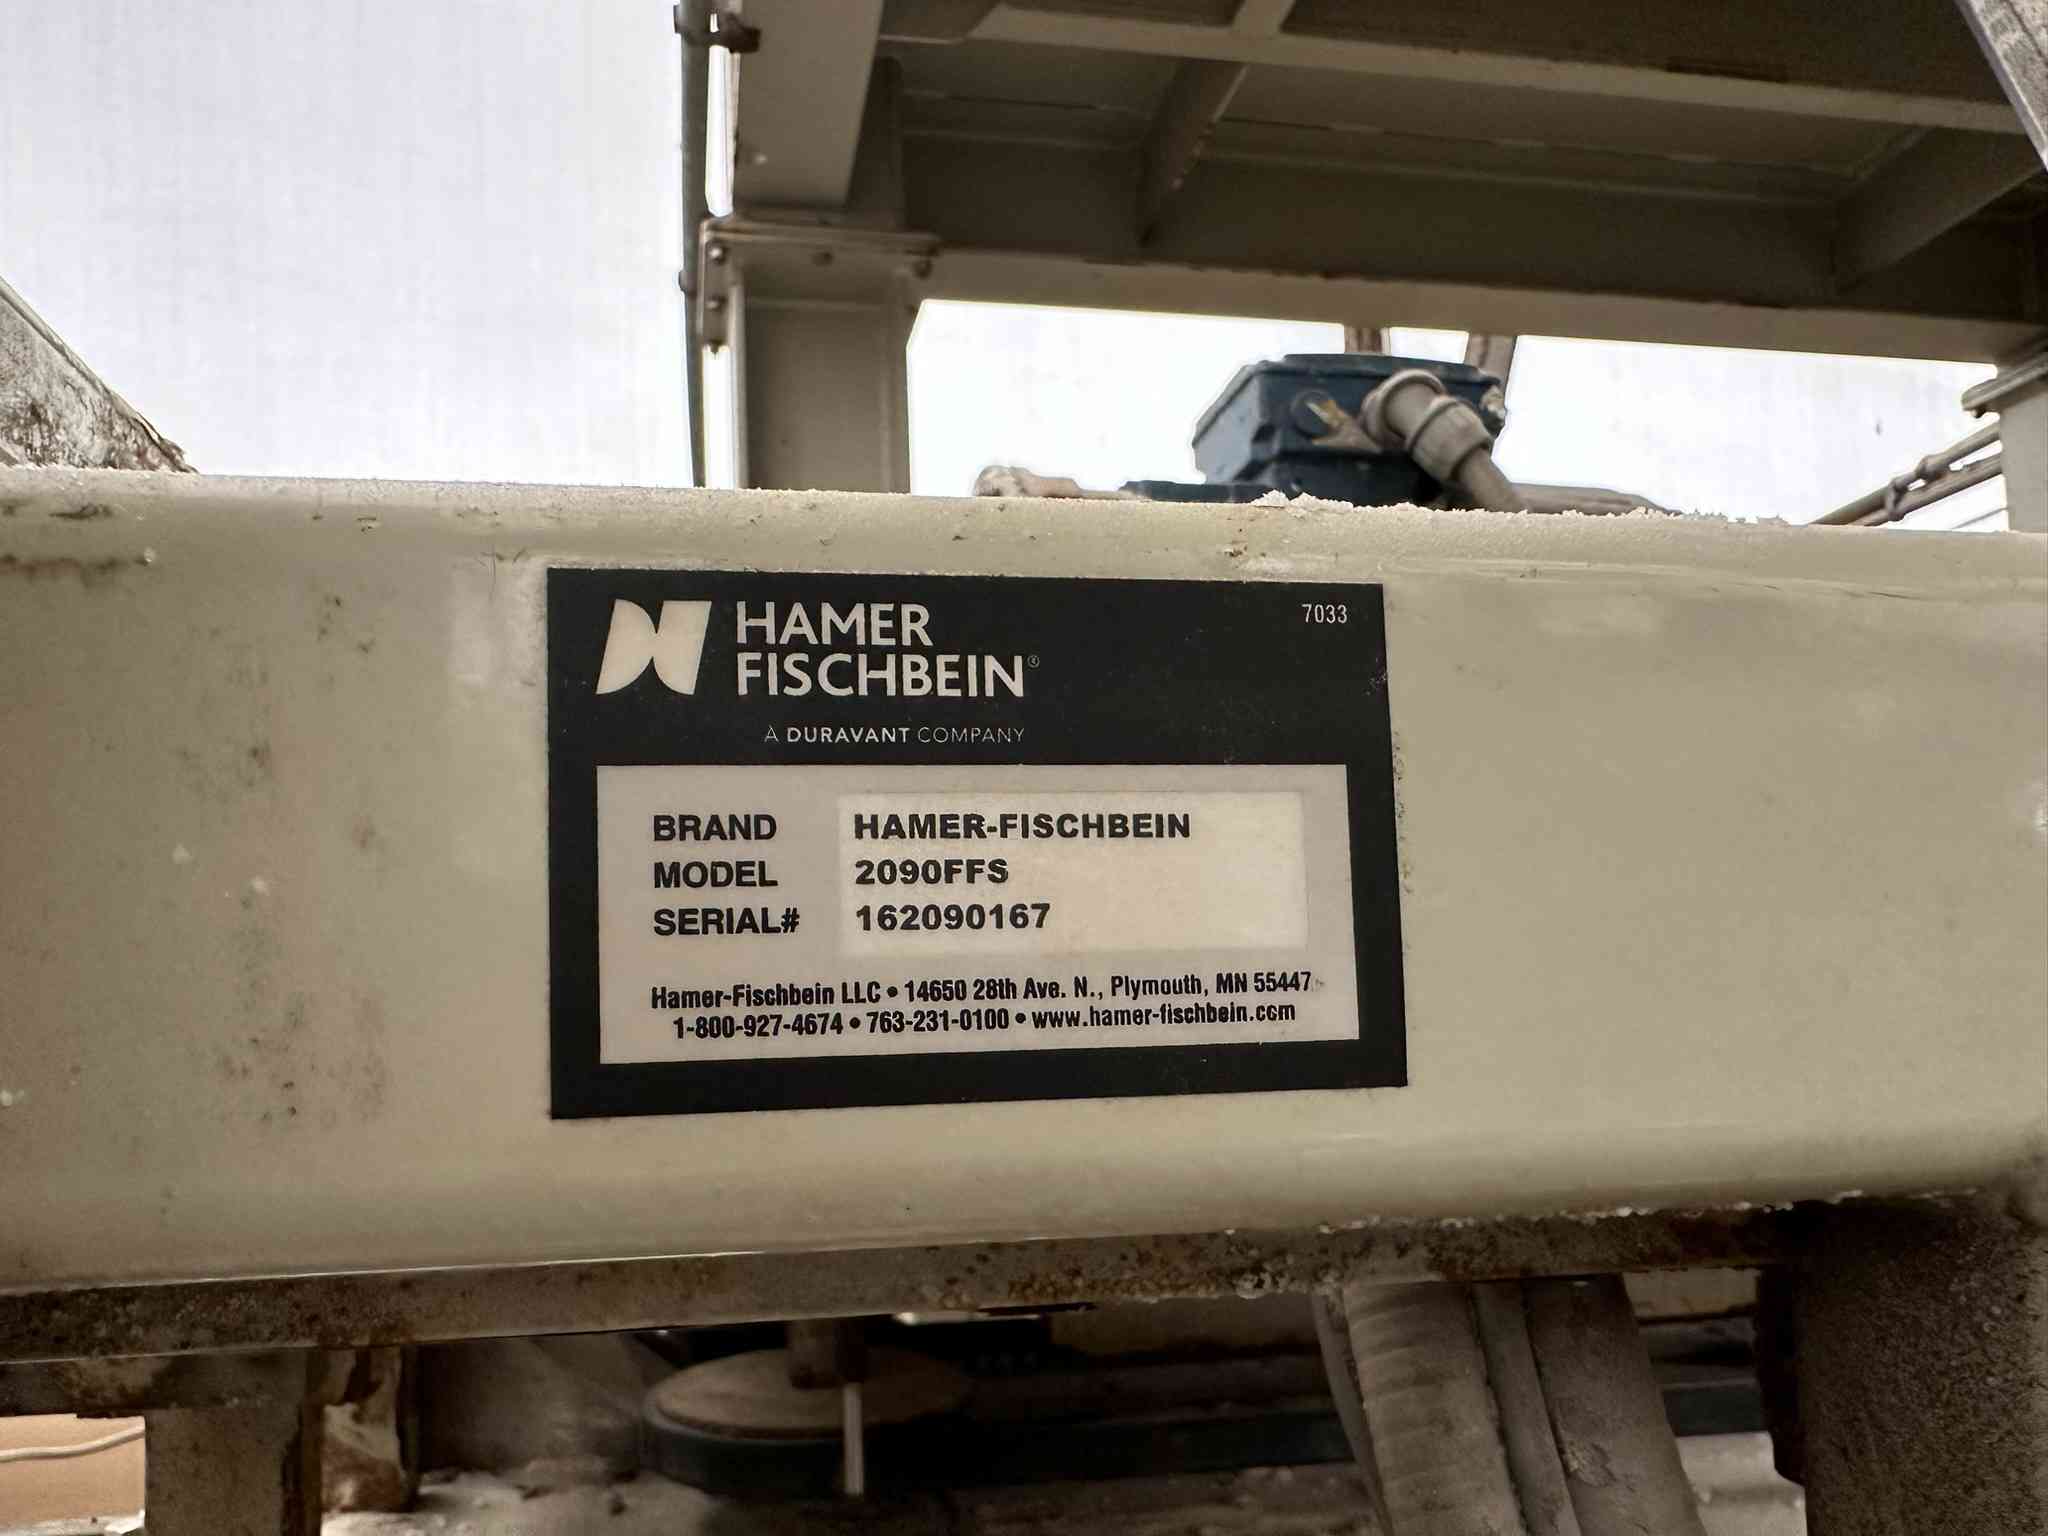 HAMER
FISCHBEIN®
7033
A DURAVANT COMPANY
BRAND HAMER-FISCHBEIN
MODEL 2090FFS
SERIAL# 162090167
Hamer-Fischbein LLC • 14650 28th Ave. N., Plymouth, MN 55447
1-800-927-4674 • 763-231-0100 • www.hamer-fischbein.com